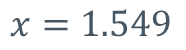 x = 1.549